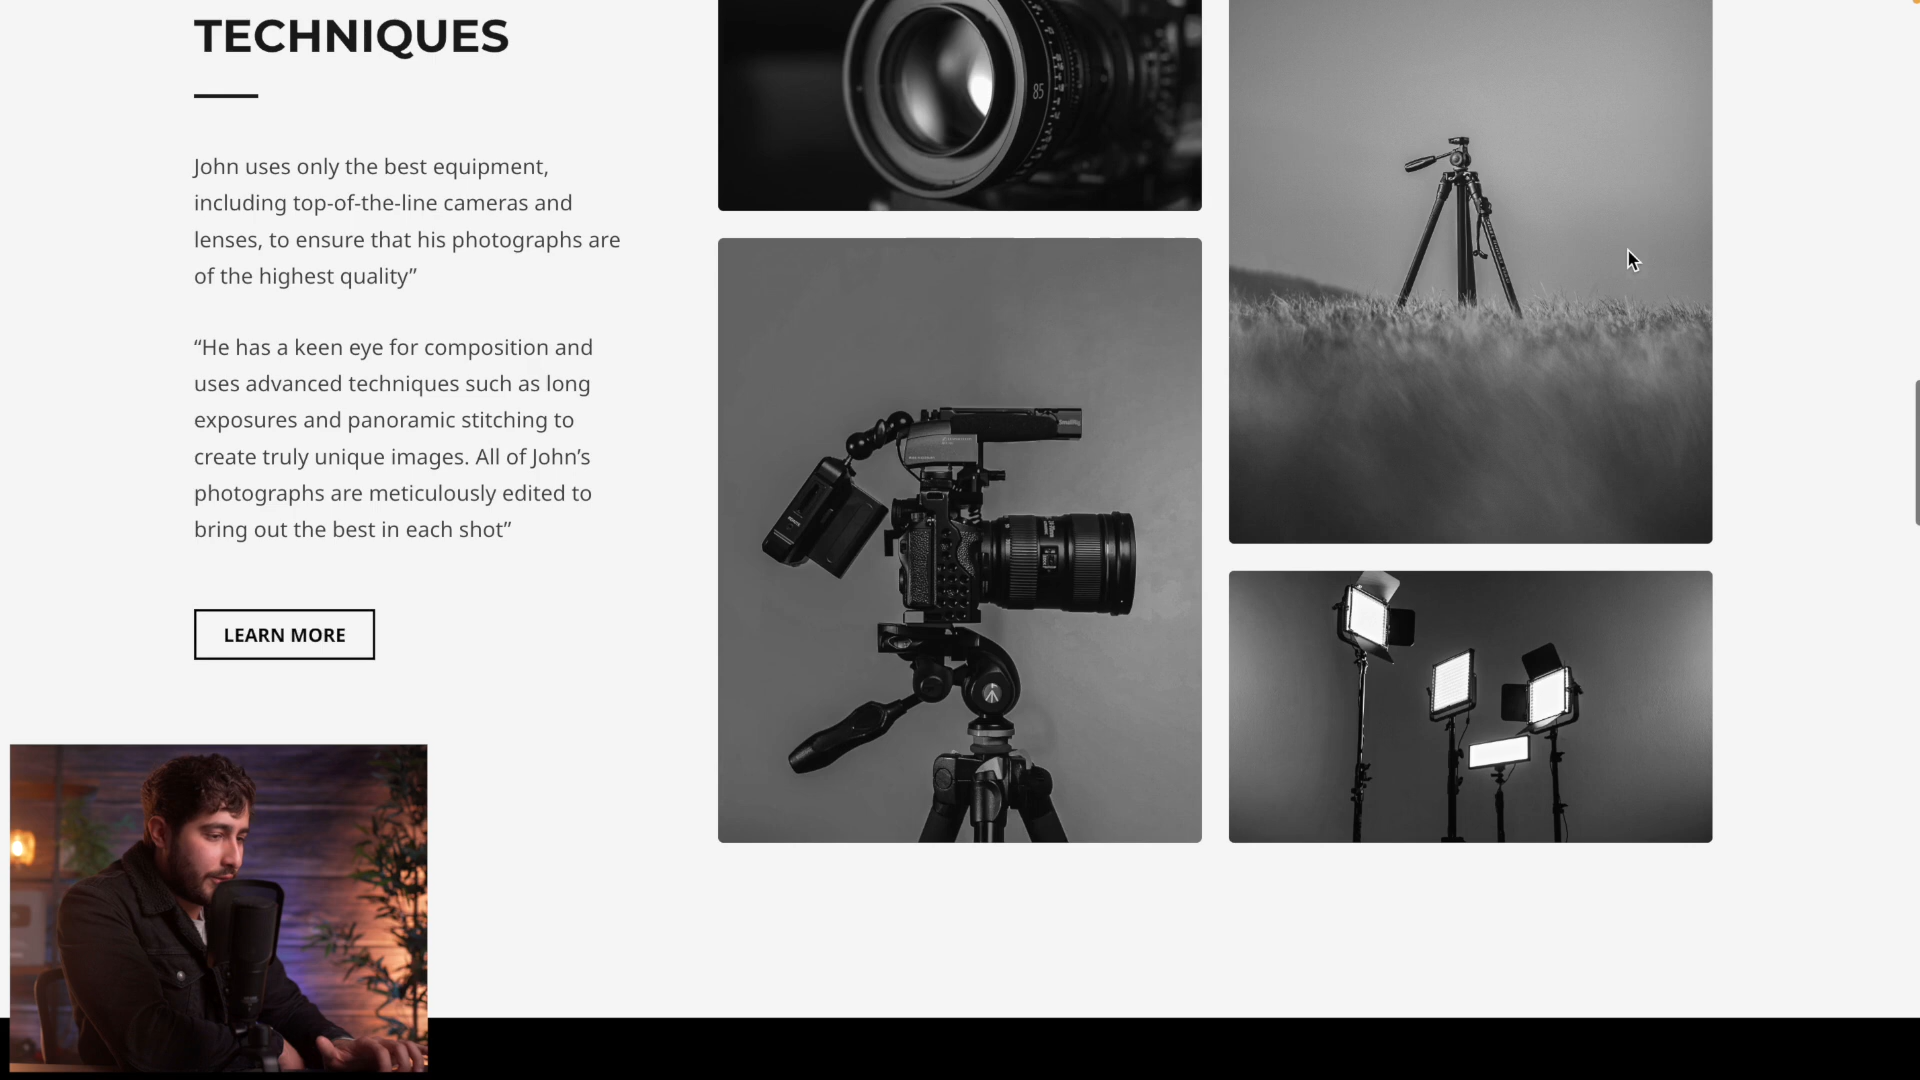 TECHNIQUES
John uses only the best equipment,
including top-of-the-line cameras and
lenses, to ensure that his photographs are
of the highest quality”
“He has a keen eye for composition and
uses advanced techniques such as long
exposures and panoramic stitching to
create truly unique images. All of John’s
photographs are meticulously edited to
bring out the best in each shot”
LEARN MORE
85